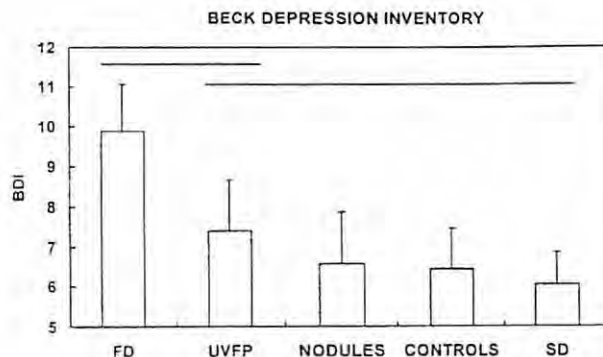 BECK DEPRESSION INVENTORY
12
11
10
9
8
7
6
5
BDI
FD UVFP NODULES CONTROLS SD